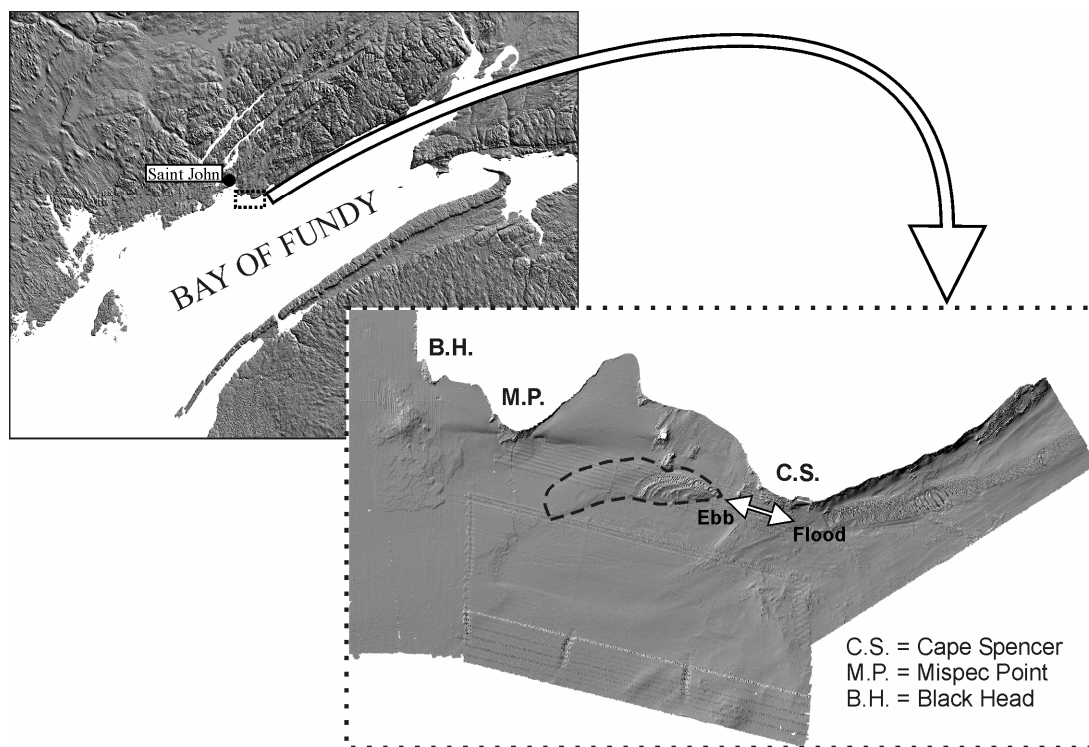 Saint John
BAY OF FUNDY
B.H.
M.P.
C.S.
Ebb
Flood
C.S. = Cape Spencer
M.P. = Mispec Point
B.H. = Black Head